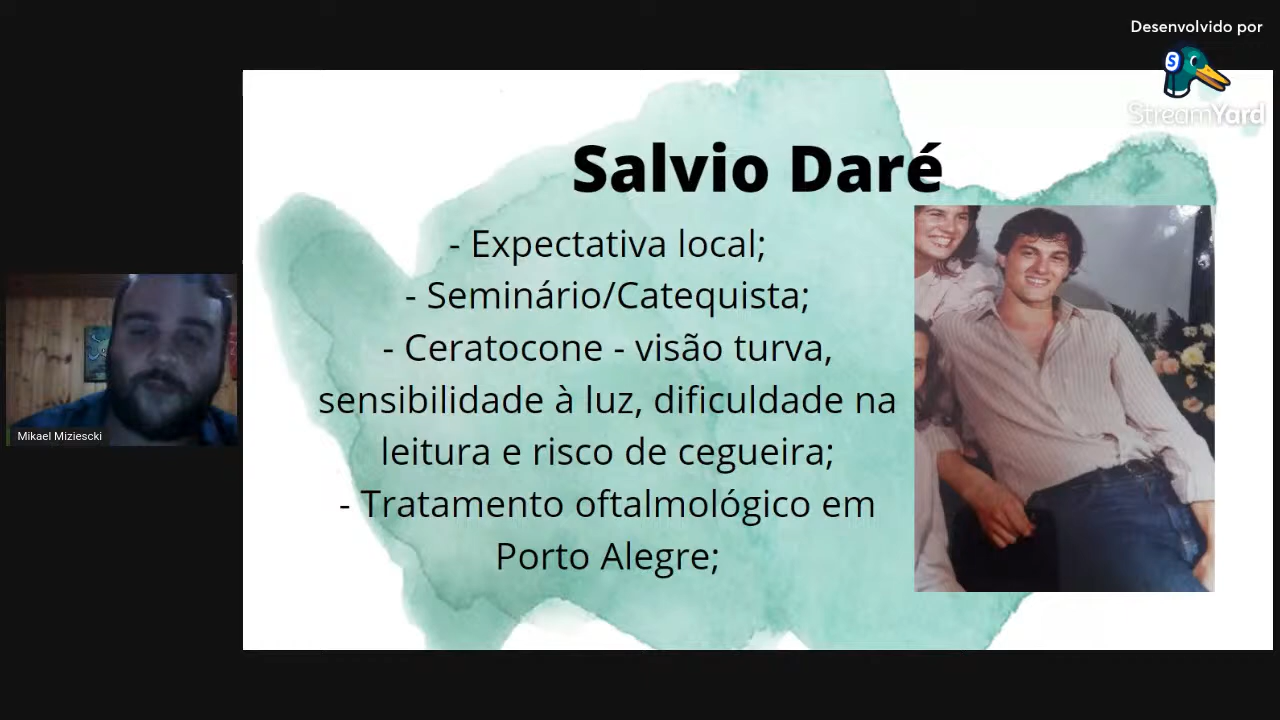 Desenvolvido por
StreamYard
Salvio Daré
- Expectativa local;
- Seminário/Catequista;
- Ceratocone - visão turva,
sensibilidade à luz, dificuldade na
leitura e risco de cegueira;
- Tratamento oftalmológico em
Porto Alegre;
Mikael Miziescki